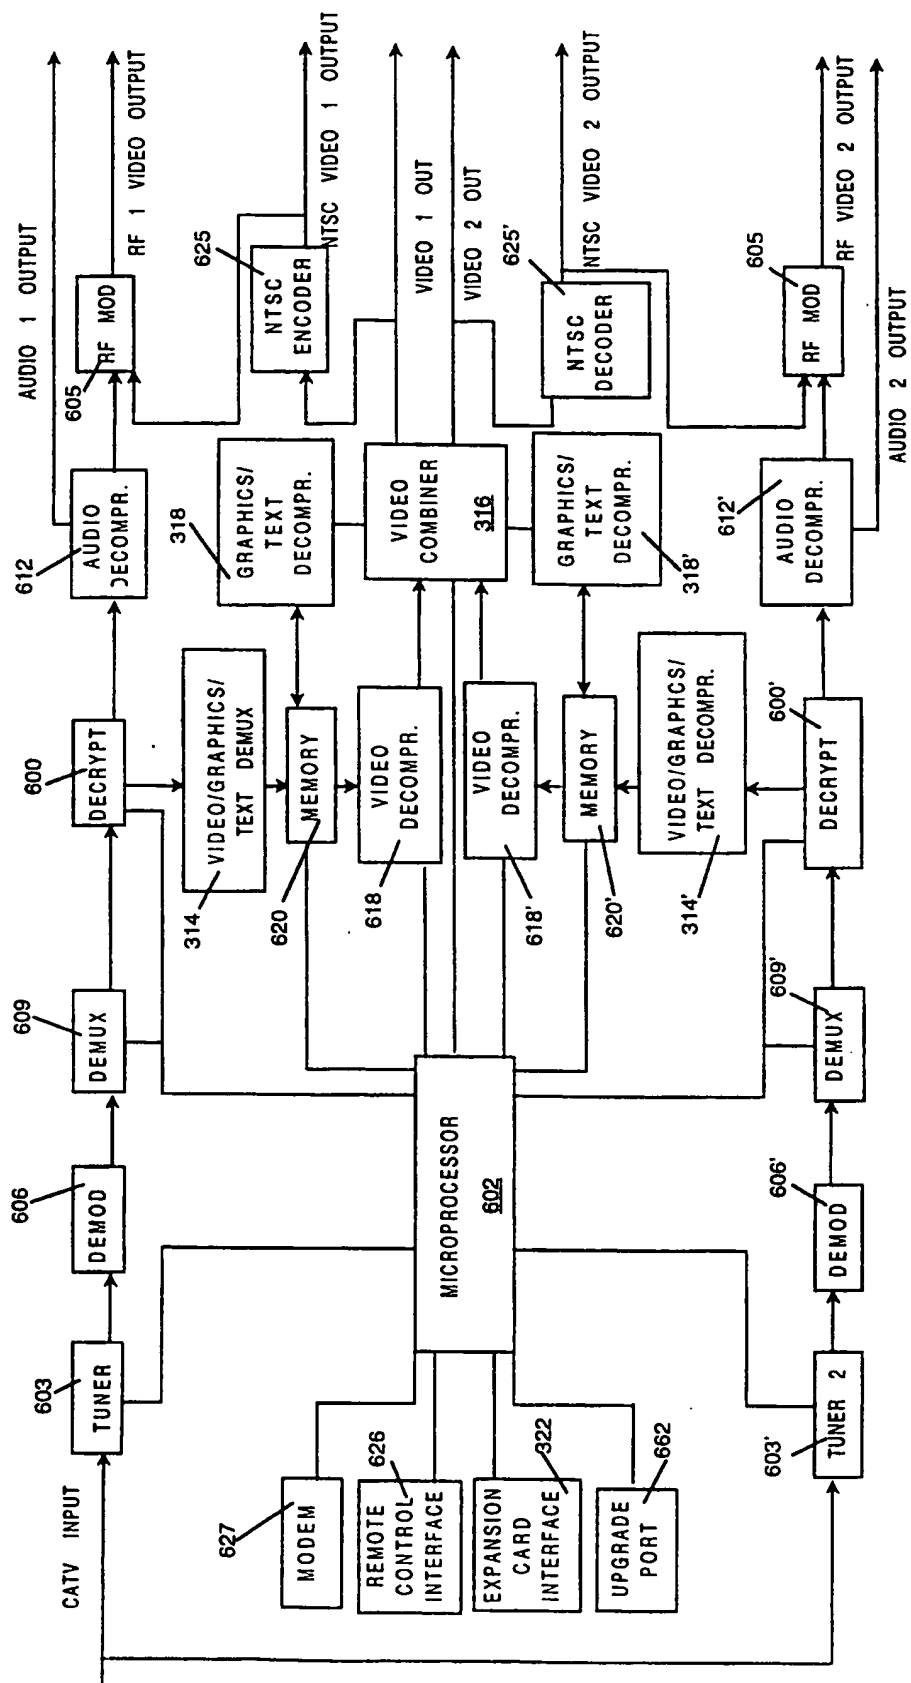 CATV INPUT
603
TUNER
606
DEMOD
609
DEMUX
600
DECRYPT
612
AUDIO
DECOMPR.
605
RF MOD
AUDIO 1 OUTPUT
RF 1 VIDEO OUTPUT
314
VIDEO/GRAPHICS/
TEXT DEMUX
318
GRAPHICS/
TEXT
DECOMPR.
625
NTSC
ENCODER
NTSC VIDEO 1 OUTPUT
627
MODEM
620
MEMORY
626
REMOTE
CONTROL
INTERFACE
618
VIDEO
DECOMPR.
MICROPROCESSOR
602
VIDEO
COMBINER
316
VIDEO 1 OUT
VIDEO 2 OUT
322
EXPANSION
CARD
INTERFACE
618'
VIDEO
DECOMPR.
625'
NTSC
DECODER
NTSC VIDEO 2 OUTPUT
662
UPGRADE
PORT
620'
MEMORY
GRAPHICS/
TEXT
DECOMPR.
318'
314'
VIDEO/GRAPHCS/
TEXT DECOMPR.
603'
TUNER 2
606'
DEMOD
609'
DEMUX
600'
DECRYPT
612'
AUDIO
DECOMPR.
605
RF MOD
RF VIDEO 2 OUTPUT
AUDIO 2 OUTPUT